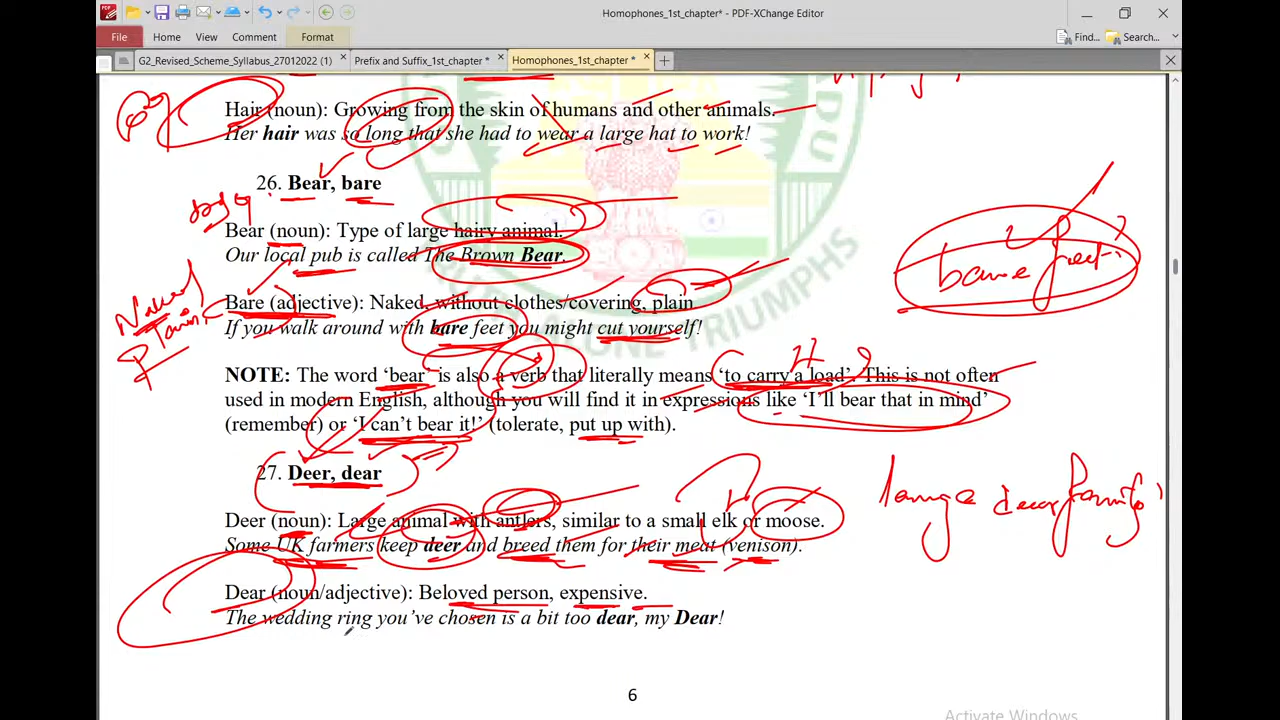 Homophones_1st_chapter* - PDF-XChange Editor
File Home View Comment Format Find... Search...
G2_Revised_Scheme_Syllabus_27012022 (1) Prefix and Suffix_1st_chapter * Homophones_1st_chapter *
Hair (noun): Growing from the skin of humans and other animals.
Her hair was so long that she had to wear a large hat to work!
26. Bear, bare
Bear (noun): Type of large hairy animal.
Our local pub is called The Brown Bear.
bare feet
Bare (adjective): Naked, without clothes/covering, plain
Naked
Plain
If you walk around with bare feet you might cut yourself!
NOTE: The word ‘bear’ is also a verb that literally means ‘to carry a load’. This is not often
used in modern English, although you will find it in expressions like ‘I’ll bear that in mind’
(remember) or ‘I can’t bear it!’ (tolerate, put up with).
27. Deer, dear
large deer family
Deer (noun): Large animal with antlers, similar to a small elk or moose.
Some UK farmers keep deer and breed them for their meat (venison).
Dear (noun/adjective): Beloved person, expensive.
The wedding ring you’ve chosen is a bit too dear, my Dear!
6
Activate Windows